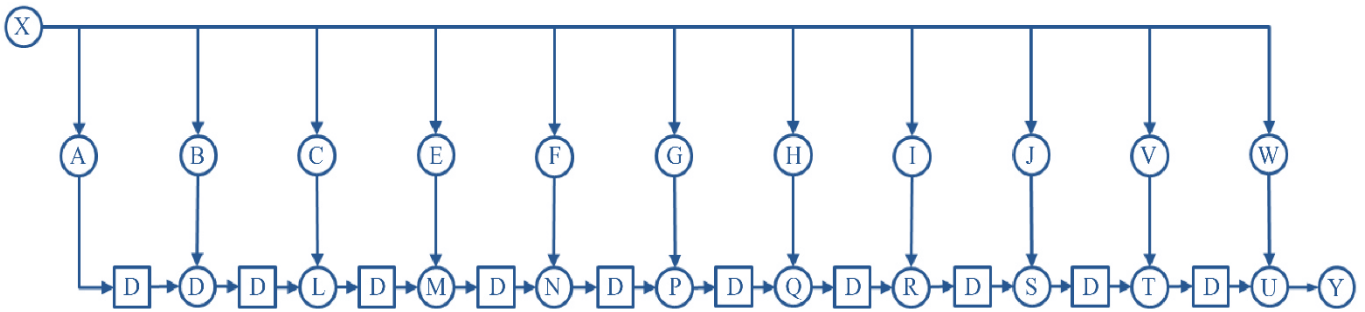 X
A B C E F G H I J V W
D D D L D M D N D P D Q D R D S D T D U Y